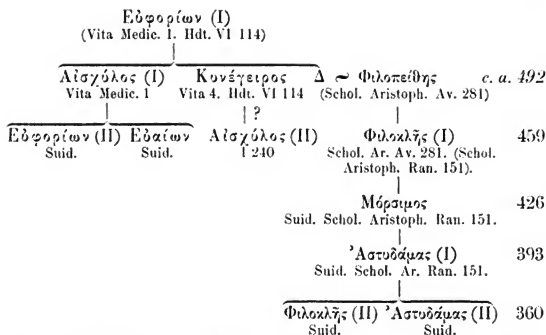 Εὐφορίων (I)
(Vita Medic. 1. Hdt. VI 114)
Αἰσχύλος (I) Κυνέγειρος Δ ~ Φιλοπείθης c. a. 492
Vita Medic. 1 Vita 4. Hdt. VI 114 (Schol. Aristoph. Av. 281)
| ?
Εὐφορίων (II) Εὐαίων Αἰσχύλος (II) Φιλοκλῆς (I) 459
Suid. Suid. I 240 Schol. Ar. Av. 281. (Schol.
Aristoph. Ran. 151).
Μόρσιμος 426
Suid. Schol. Aristoph. Ran. 151.
Ἀστυδάμας (I) 393
Suid. Schol. Ar. Ran. 151.
Φιλοκλῆς (II) Ἀστυδάμας (II) 360
Suid. Suid.